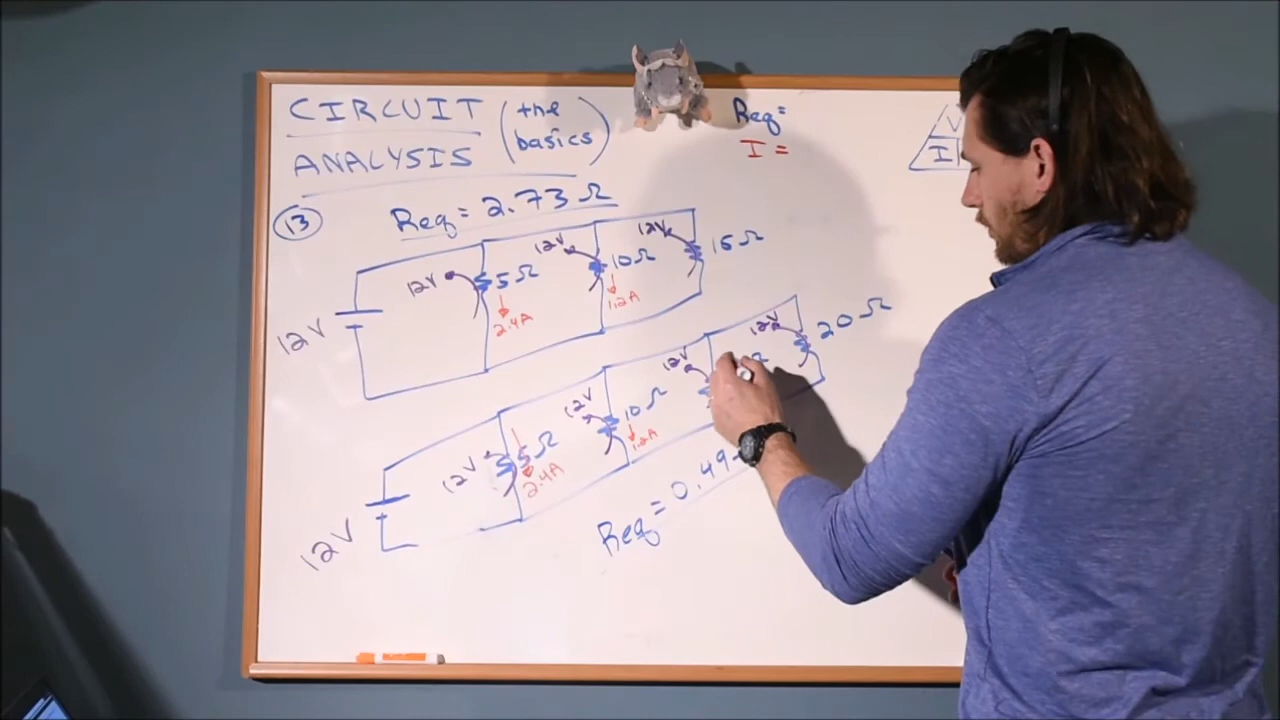 CIRCUIT (the
ANALYSIS basics)
Req=
I =
V
I
13
Req = 2.73 Ω
12V
12V
12V
12V
5Ω
10Ω
15Ω
2.4A
1.2A
12V
12V
12V
12V
12V
5Ω
10Ω
Ω
20Ω
2.4A
1.2A
Req = 0.49